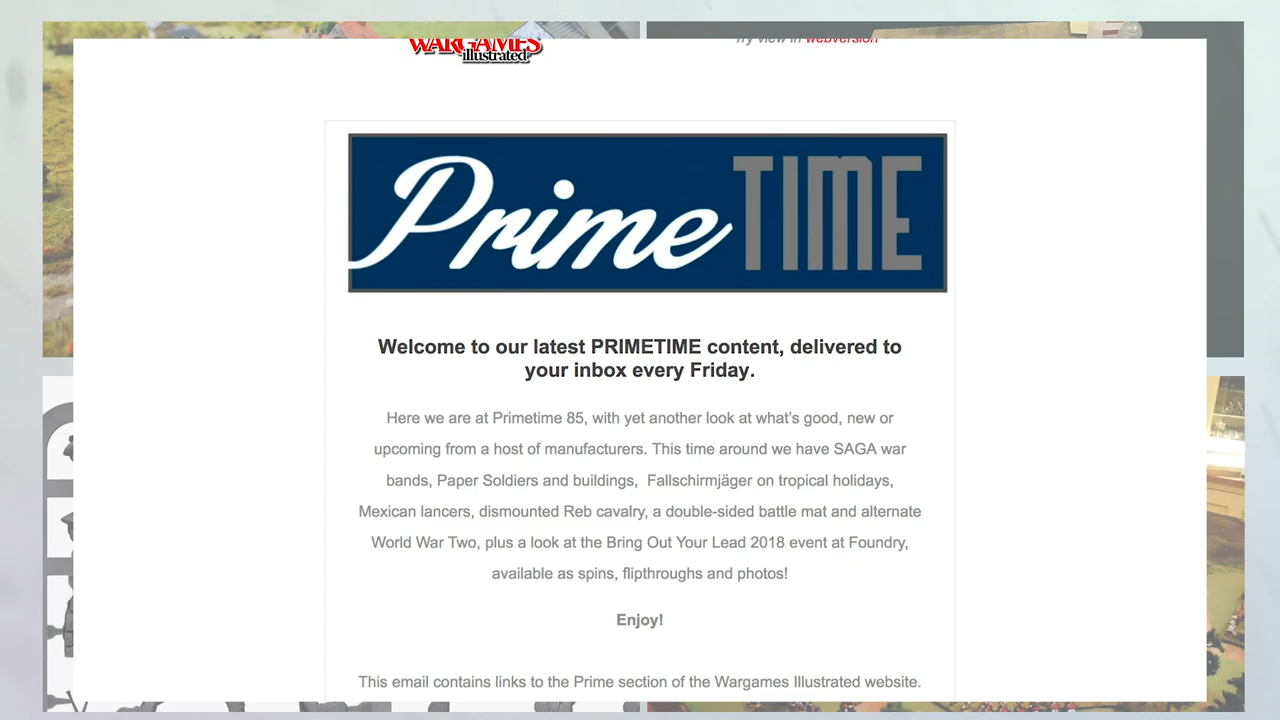 WARGAMES
illustrated
Try view in webversion
Prime TIME
Welcome to our latest PRIMETIME content, delivered to
your inbox every Friday.
Here we are at Primetime 85, with yet another look at what's good, new or
upcoming from a host of manufacturers. This time around we have SAGA war
bands, Paper Soldiers and buildings,  Fallschirmjäger on tropical holidays,
Mexican lancers, dismounted Reb cavalry, a double-sided battle mat and alternate
World War Two, plus a look at the Bring Out Your Lead 2018 event at Foundry,
available as spins, flipthroughs and photos!
Enjoy!
This email contains links to the Prime section of the Wargames Illustrated website.